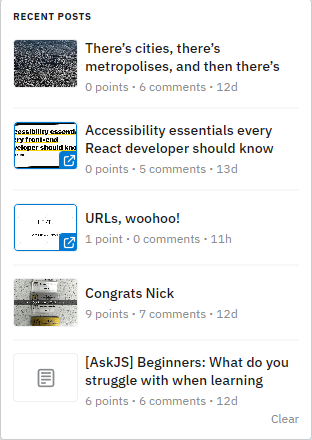 RECENT POSTS
There's cities, there's
metropolises, and then there's
0 points • 6 comments • 12d
Accessibility essentials every
React developer should know
0 points • 5 comments • 13d
URLs, woohoo!
1 point • 0 comments • 11h
Congrats Nick
9 points • 7 comments • 12d
[AskJS] Beginners: What do you
struggle with when learning
6 points • 6 comments • 12d
Clear